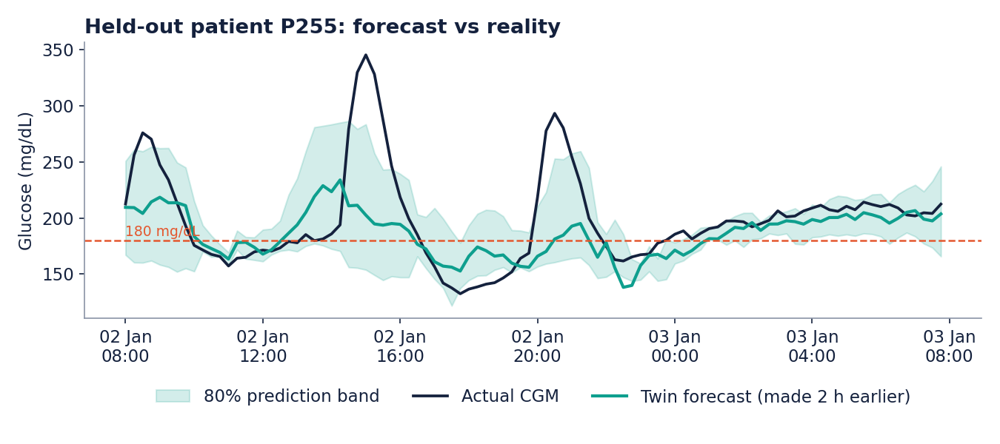 Held-out patient P255: forecast vs reality
Glucose (mg/dL)
350
300
250
200
150
180 mg/dL
02 Jan 02 Jan 02 Jan 02 Jan 03 Jan 03 Jan 03 Jan
08:00 12:00 16:00 20:00 00:00 04:00 08:00
80% prediction band Actual CGM Twin forecast (made 2 h earlier)